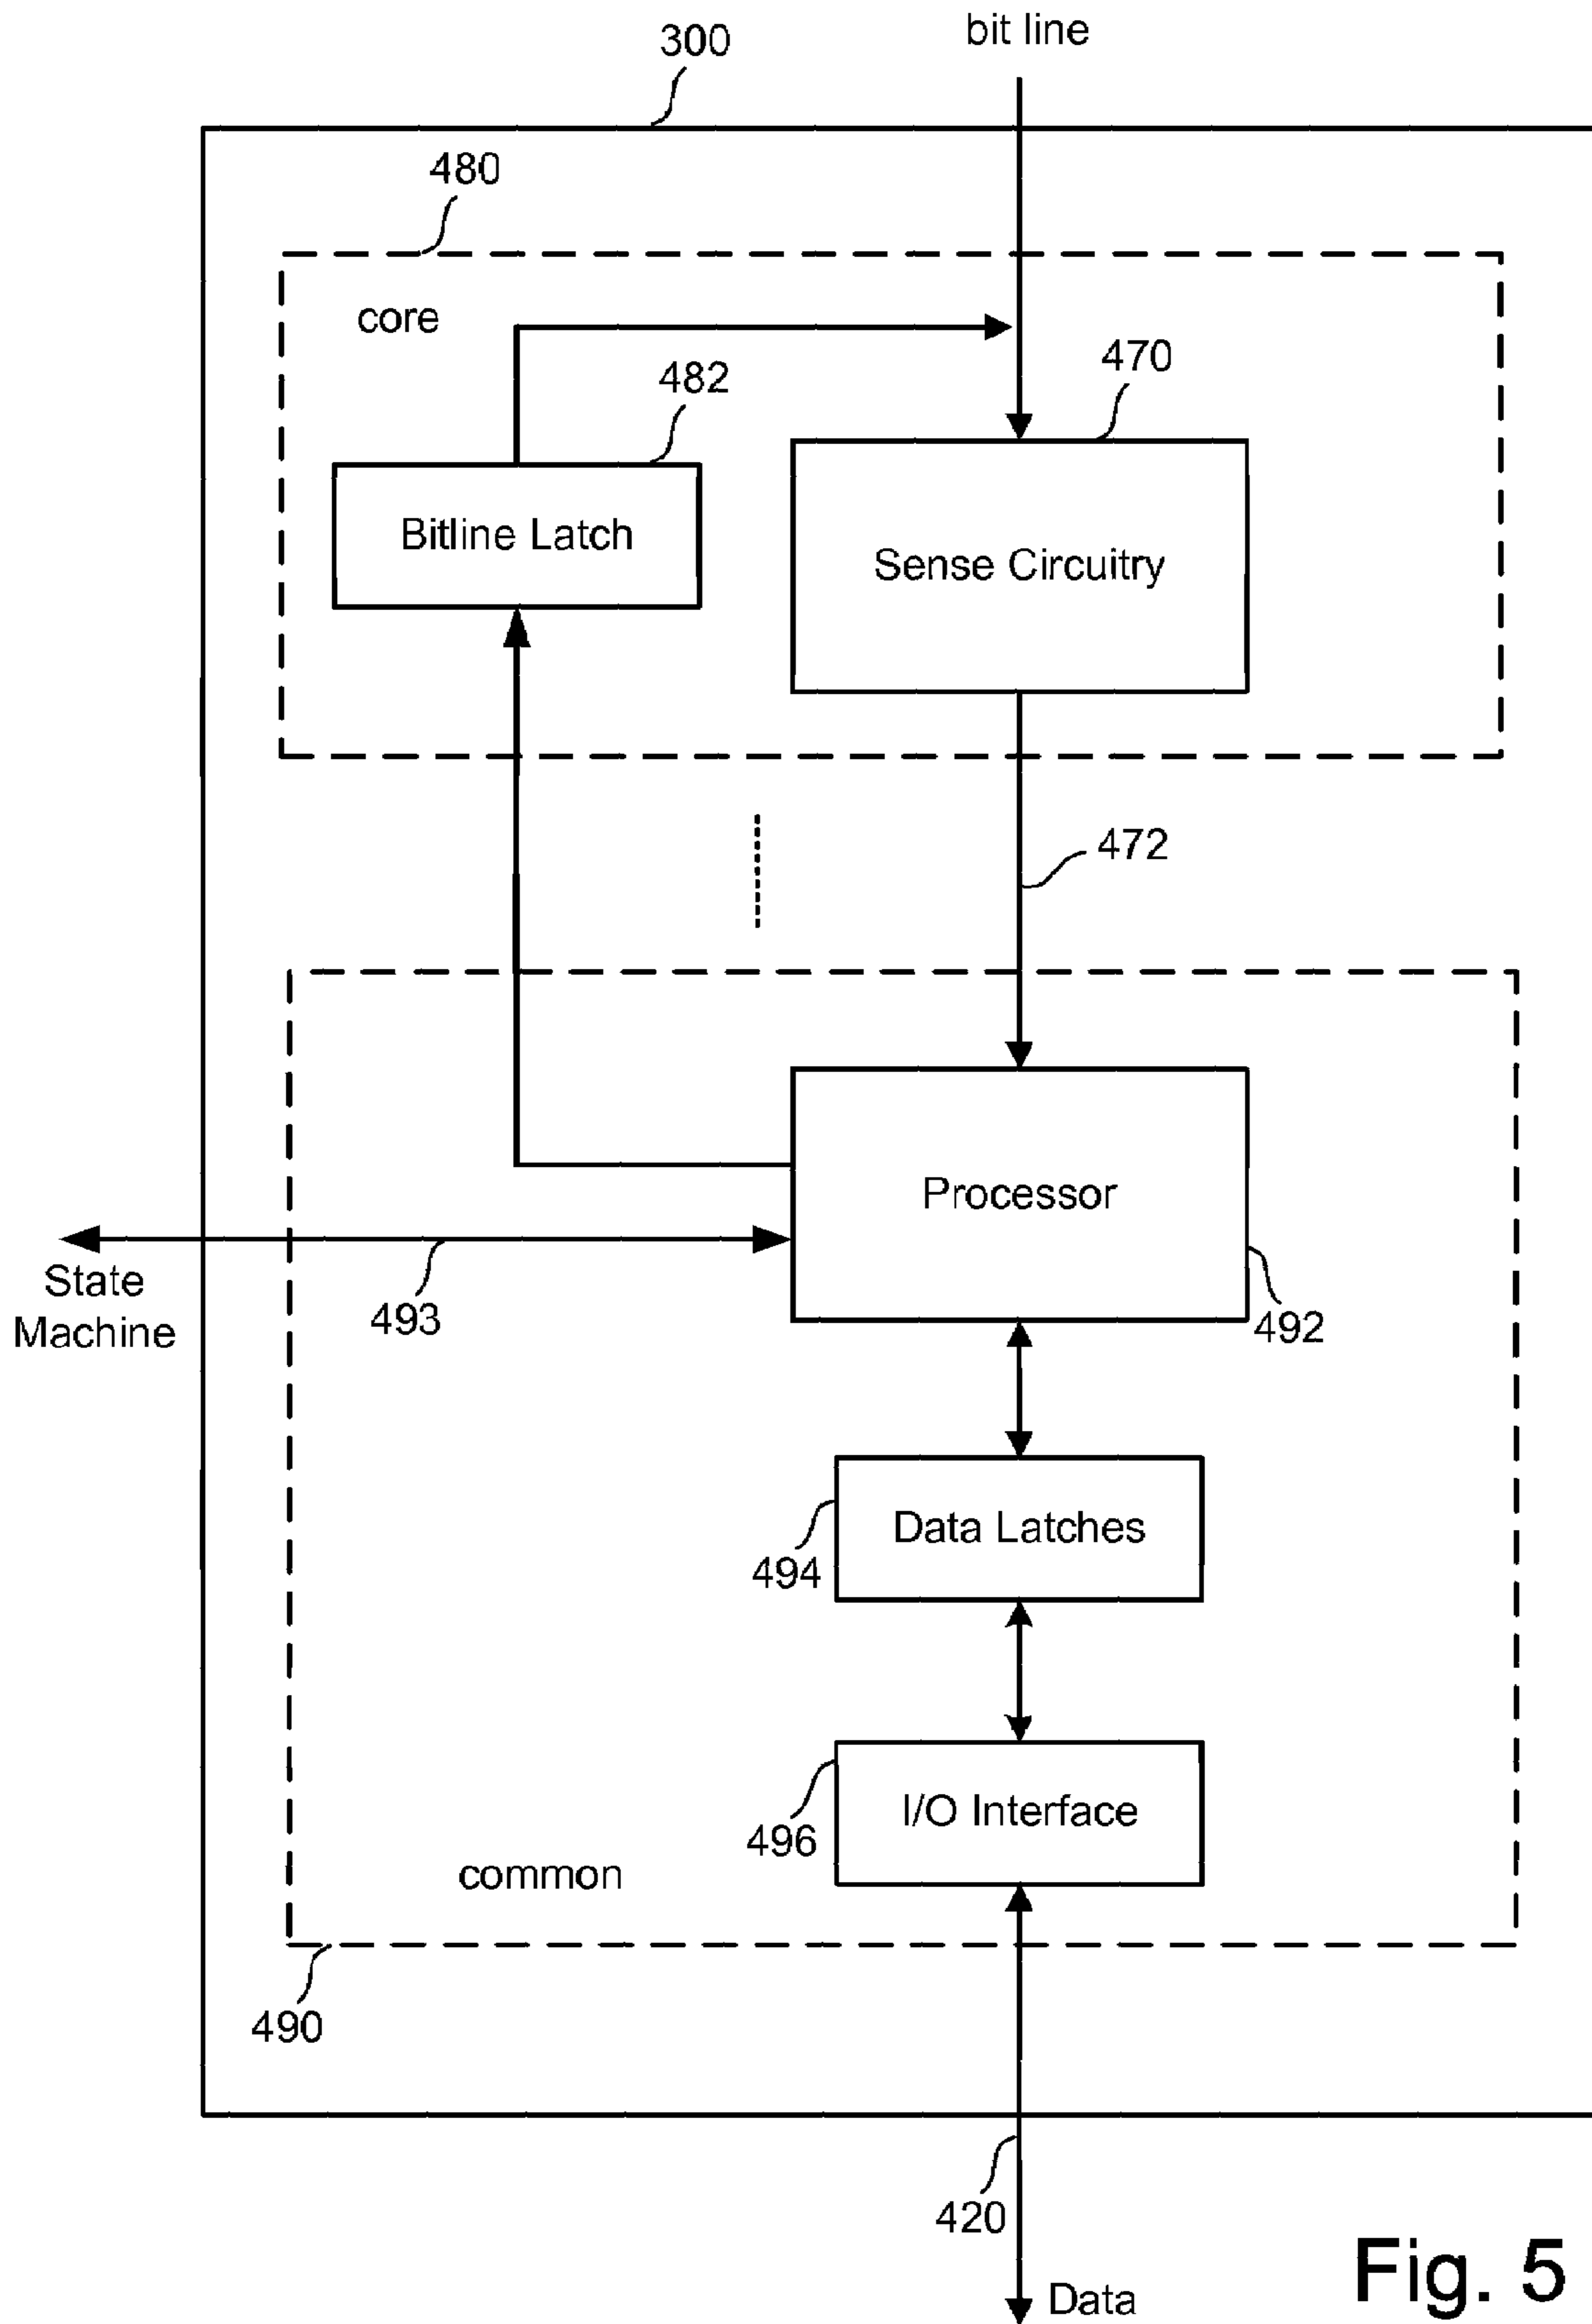 bit line
300
480
core
470
482
Bitline Latch
Sense Circuitry
472
Processor
State
Machine
493
492
Data Latches
494
I/O Interface
496
common
490
420
Data
Fig. 5